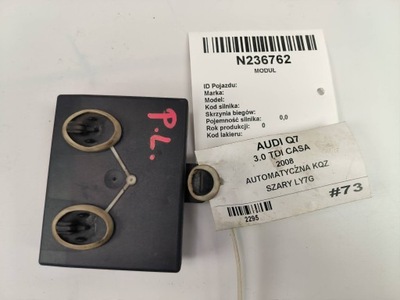 N236762
MODUL
ID Pojazdu:
Marka:
Model:
Kod silnika:
Skrzynia biegów:
Pojemność silnika: 0,0
Rok produkcji: 0
Kod lakieru:
P.L.
AUDI Q7
3.0 TDI CASA
2008
AUTOMATYCZNA KQZ
SZARY LY7G
#73
2295